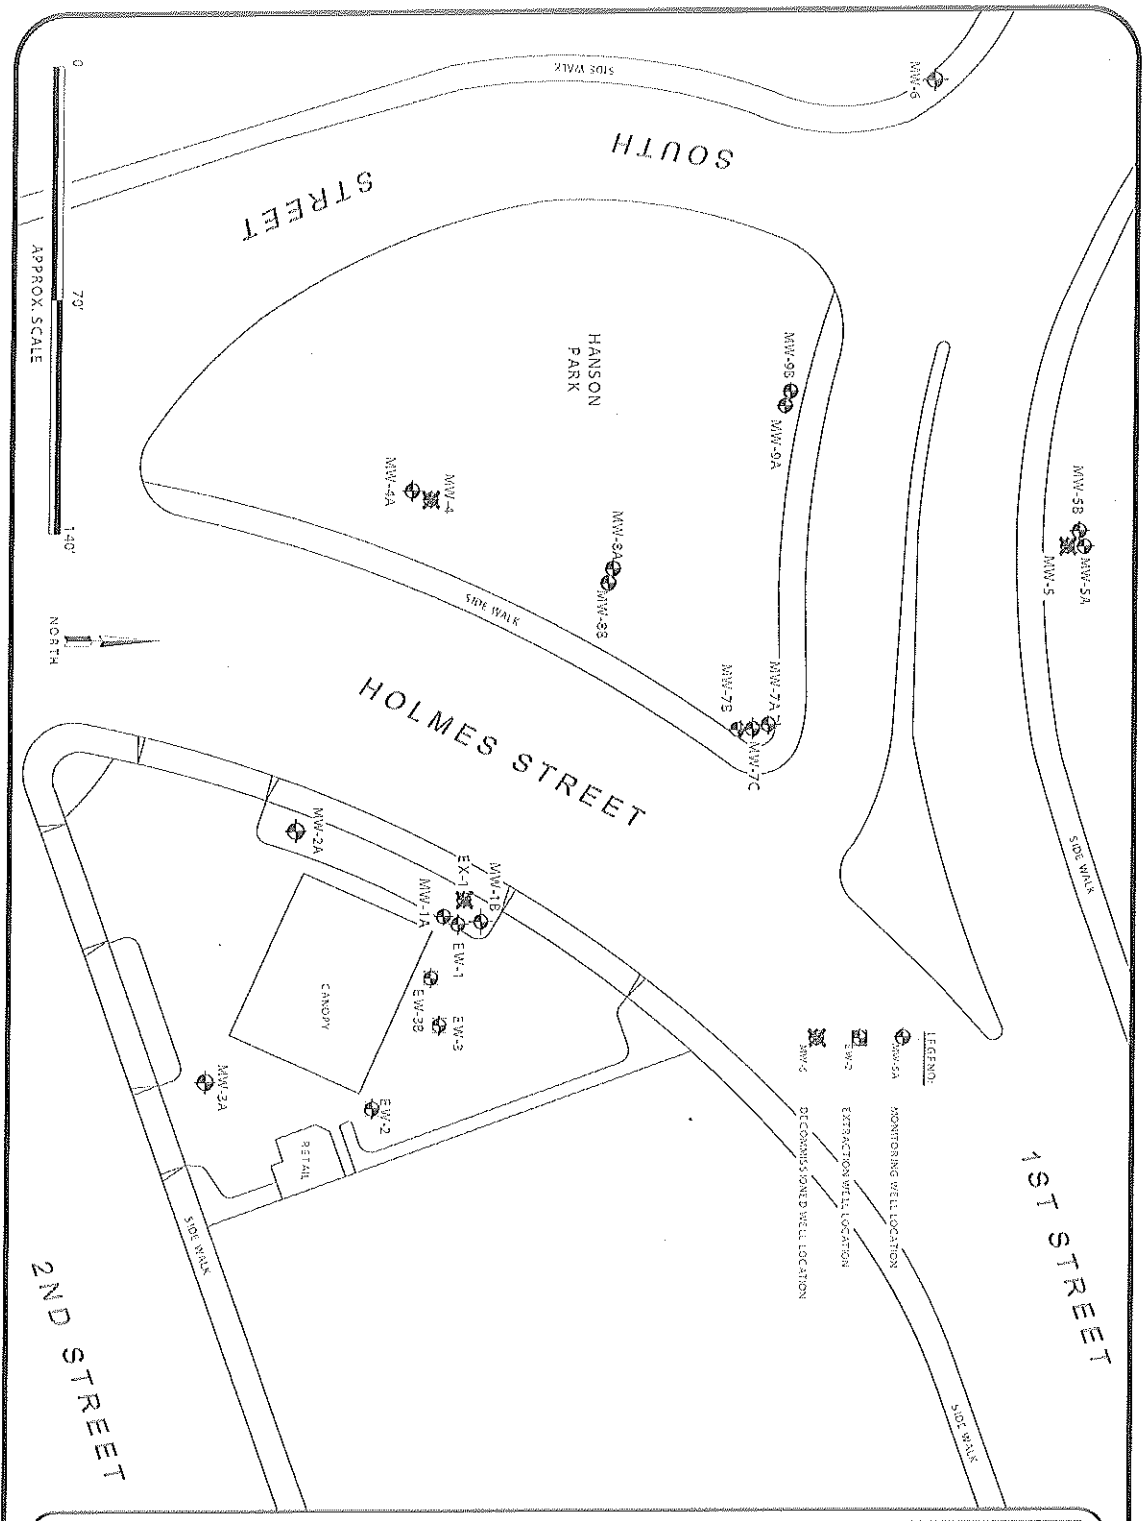 MW-6
SIDE WALK
SOUTH
STREET
0
70'
140'
APPROX. SCALE
NORTH
HANSON
PARK
MW-9B
MW-9A
MW-4
MW-4A
MW-8A
MW-8B
SIDE WALK
MW-7A
MW-7B
MW-7C
MW-5B
MW-5A
MW-5
SIDE WALK
HOLMES STREET
MW-2A
MW-1B
EX-1
MW-1A
EW-1
EW-3B
EW-3
CANOPY
MW-3A
EW-2
RETAIL
SIDE WALK
LEGEND:
MW-5A MONITORING WELL LOCATION
EW-2 EXTRACTION WELL LOCATION
MW-5 DECOMMISSIONED WELL LOCATION
1ST STREET
SIDE WALK
2ND STREET